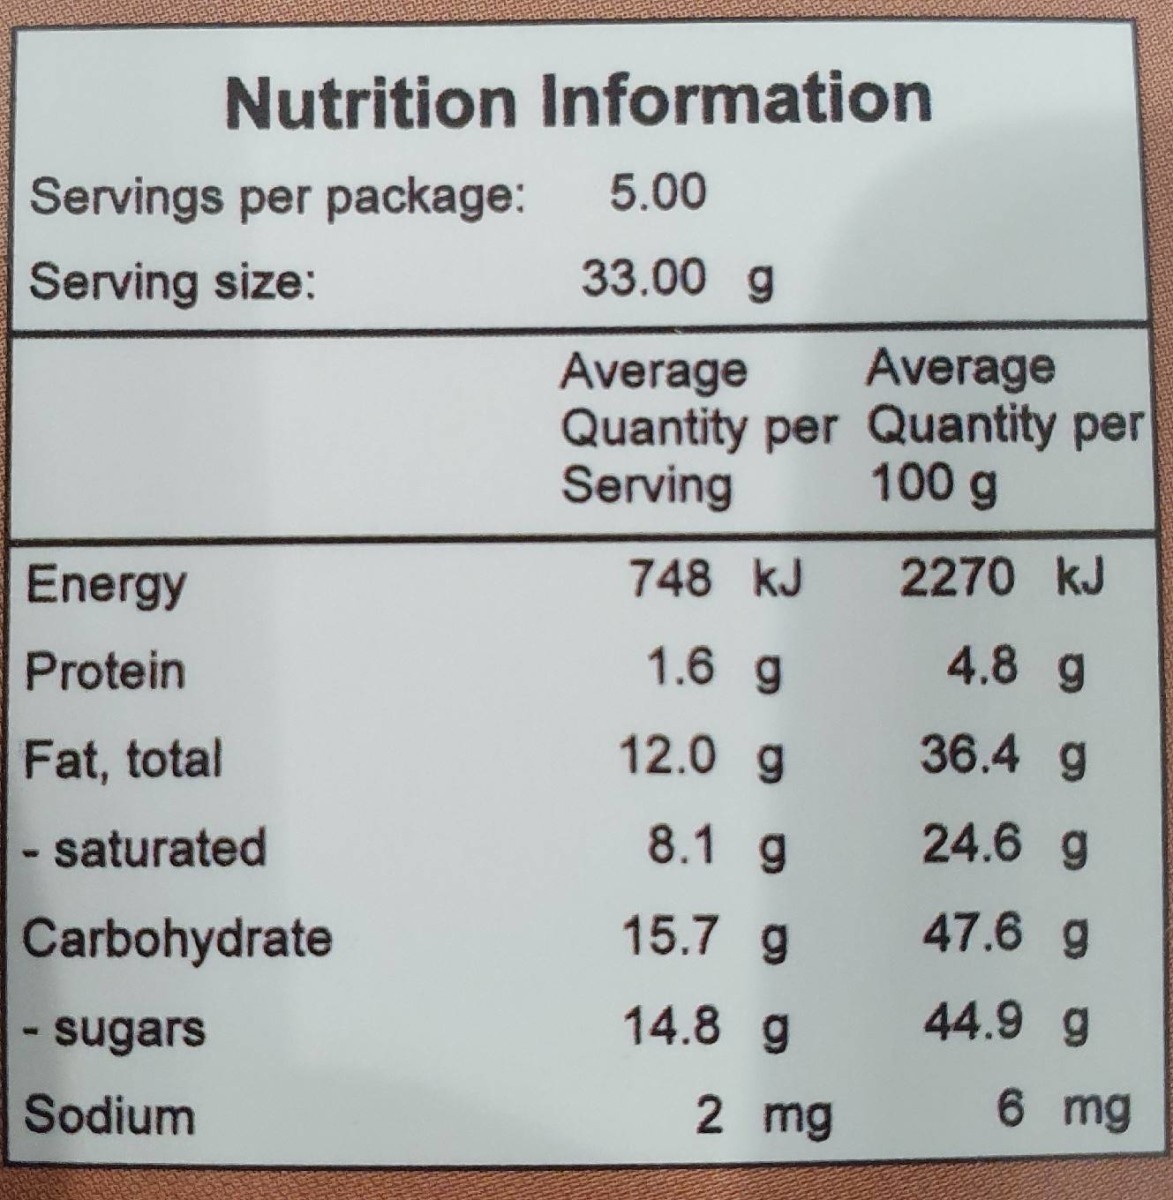 Nutrition Information
Servings per package: 5.00
Serving size: 33.00 g
Average Average
Quantity per Quantity per
Serving 100 g
Energy 748 kJ 2270 kJ
Protein 1.6 g 4.8 g
Fat, total 12.0 g 36.4 g
- saturated 8.1 g 24.6 g
Carbohydrate 15.7 g 47.6 g
- sugars 14.8 g 44.9 g
Sodium 2 mg 6 mg